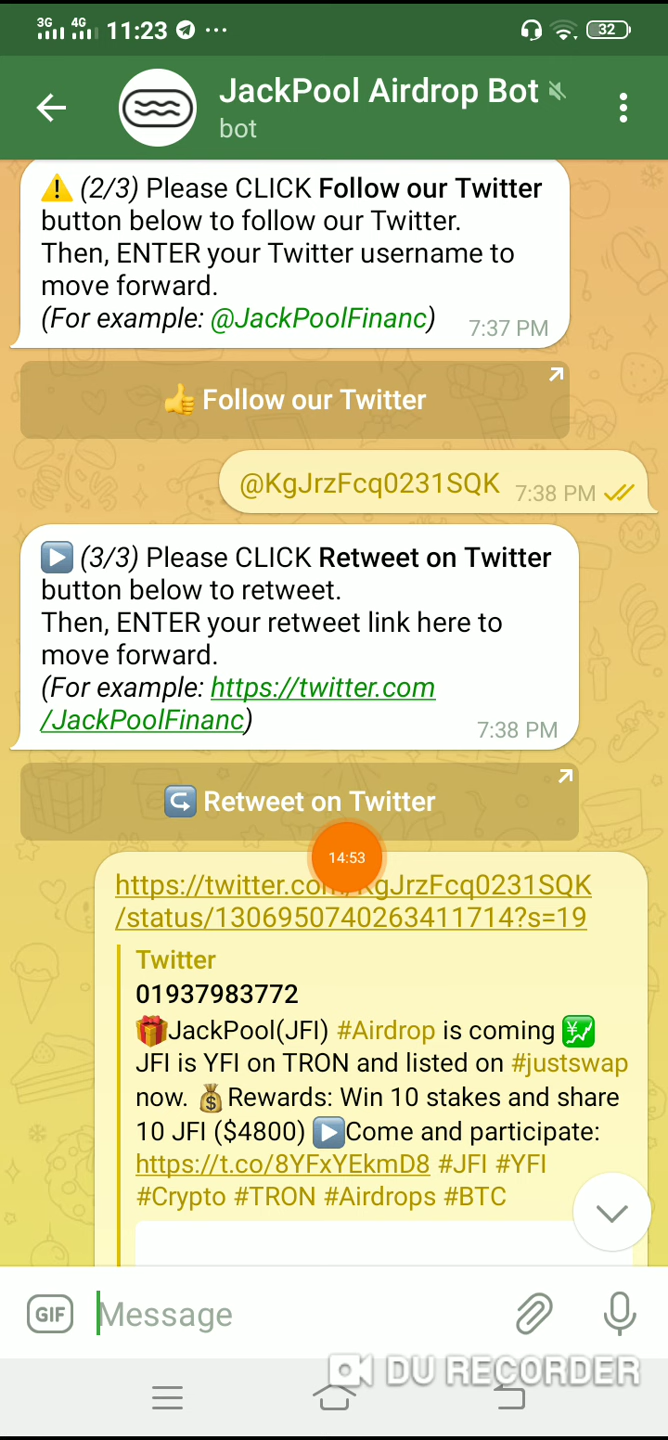 3G 4G 11:23 ... 32
JackPool Airdrop Bot
bot
(2/3) Please CLICK Follow our Twitter
button below to follow our Twitter.
Then, ENTER your Twitter username to
move forward.
(For example: @JackPoolFinanc) 7:37 PM
Follow our Twitter
@KgJrzFcq0231SQK 7:38 PM
(3/3) Please CLICK Retweet on Twitter
button below to retweet.
Then, ENTER your retweet link here to
move forward.
(For example: https://twitter.com
/JackPoolFinanc) 7:38 PM
Retweet on Twitter
14:53
https://twitter.co KgJrzFcq0231SQK
/status/1306950740263411714?s=19
Twitter
01937983772
JackPool(JFI) #Airdrop is coming
JFI is YFI on TRON and listed on #justswap
now. Rewards: Win 10 stakes and share
10 JFI ($4800) Come and participate:
https://t.co/8YFxYEkmD8 #JFI #YFI
#Crypto #TRON #Airdrops #BTC
GIF Message
DU RECORDER